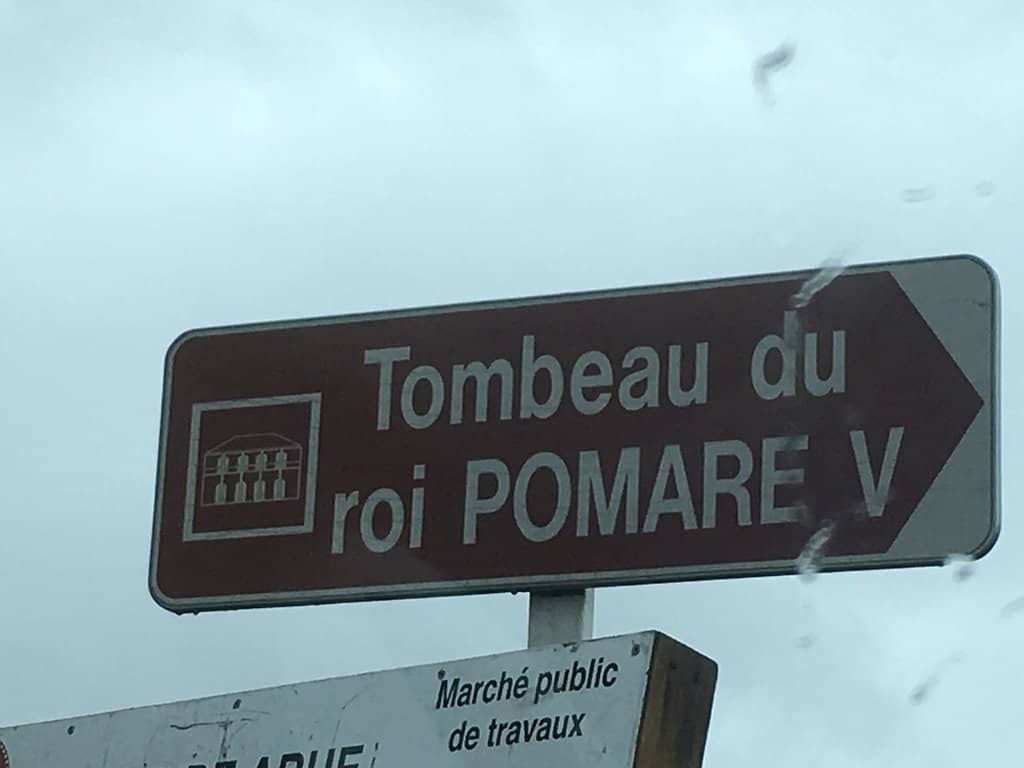 Tombeau du
roi POMARE V
Marché public
de travaux